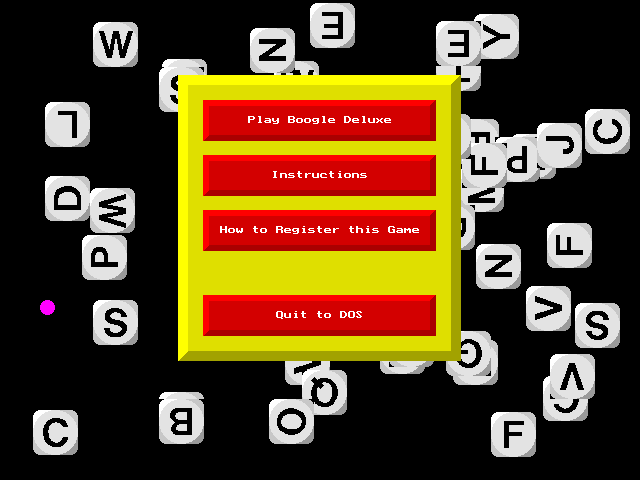 Play Boogle Deluxe
Instructions
How to Register this Game
Quit to DOS
W
N
E
E
Y
S
L
C
J
P
F
D
W
P
N
F
S
V
S
G
V
C
Q
O
B
C
F